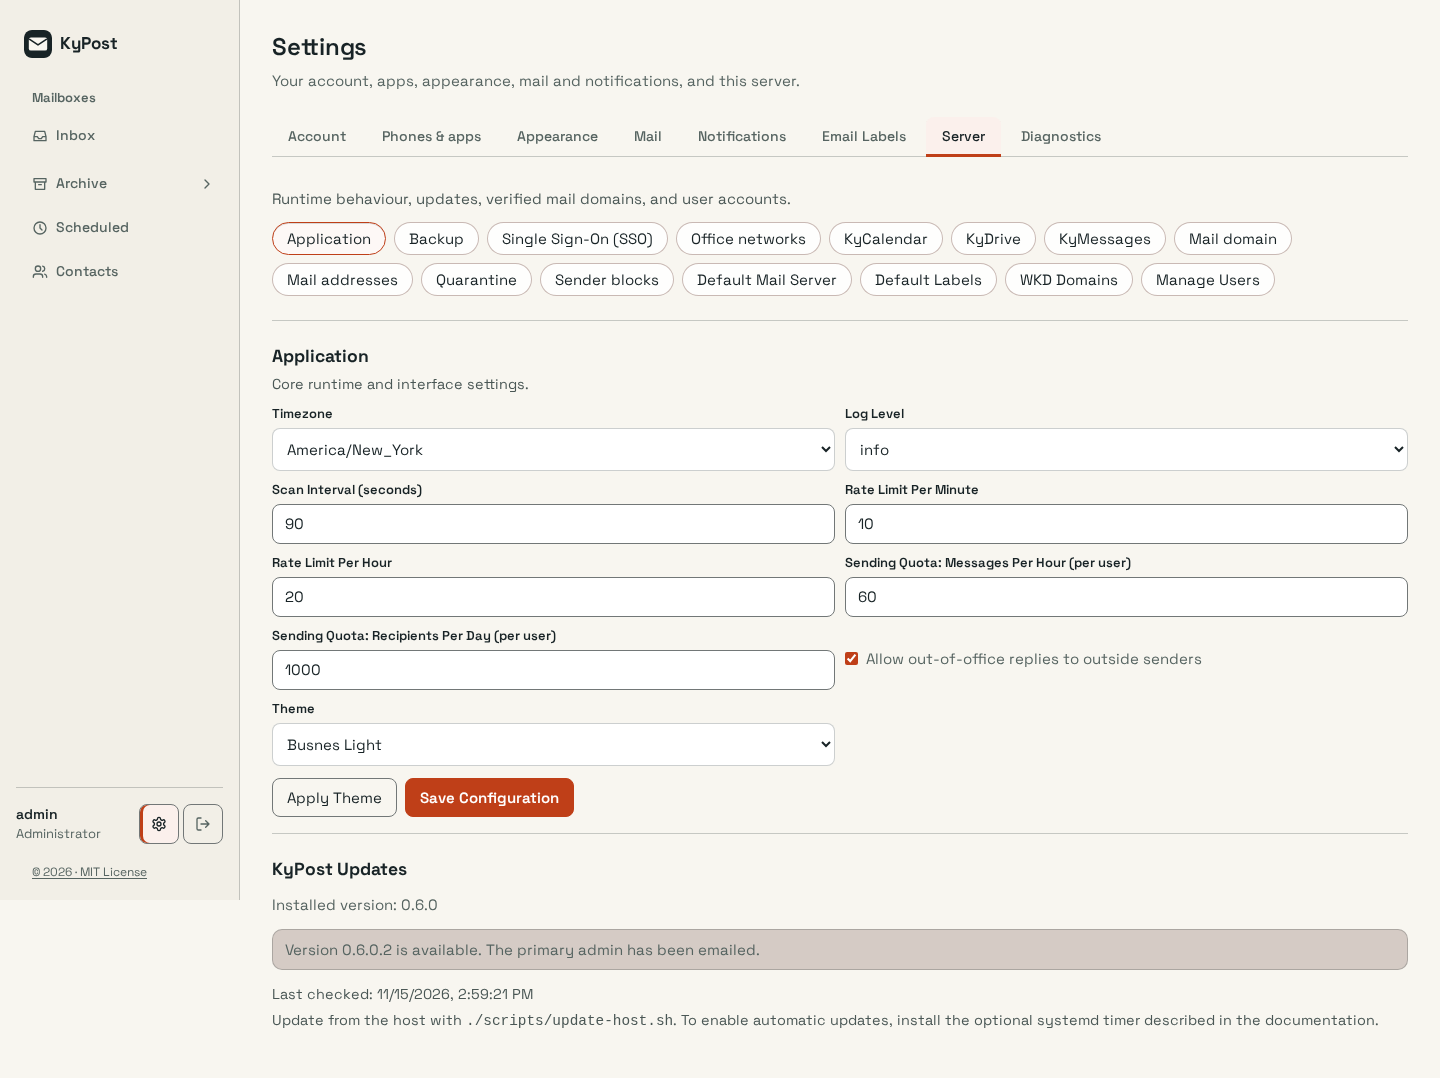 KyPost
Mailboxes
Inbox
Archive
Scheduled
Contacts
admin
Administrator
© 2026 · MIT License
Settings
Your account, apps, appearance, mail and notifications, and this server.
Account Phones & apps Appearance Mail Notifications Email Labels Server Diagnostics
Runtime behaviour, updates, verified mail domains, and user accounts.
Application Backup Single Sign-On (SSO) Office networks KyCalendar KyDrive KyMessages Mail domain
Mail addresses Quarantine Sender blocks Default Mail Server Default Labels WKD Domains Manage Users
Application
Core runtime and interface settings.
Timezone Log Level
America/New_York info
Scan Interval (seconds) Rate Limit Per Minute
90 10
Rate Limit Per Hour Sending Quota: Messages Per Hour (per user)
20 60
Sending Quota: Recipients Per Day (per user)
1000 Allow out-of-office replies to outside senders
Theme
Busnes Light
Apply Theme Save Configuration
KyPost Updates
Installed version: 0.6.0
Version 0.6.0.2 is available. The primary admin has been emailed.
Last checked: 11/15/2026, 2:59:21 PM
Update from the host with ./scripts/update-host.sh. To enable automatic updates, install the optional systemd timer described in the documentation.